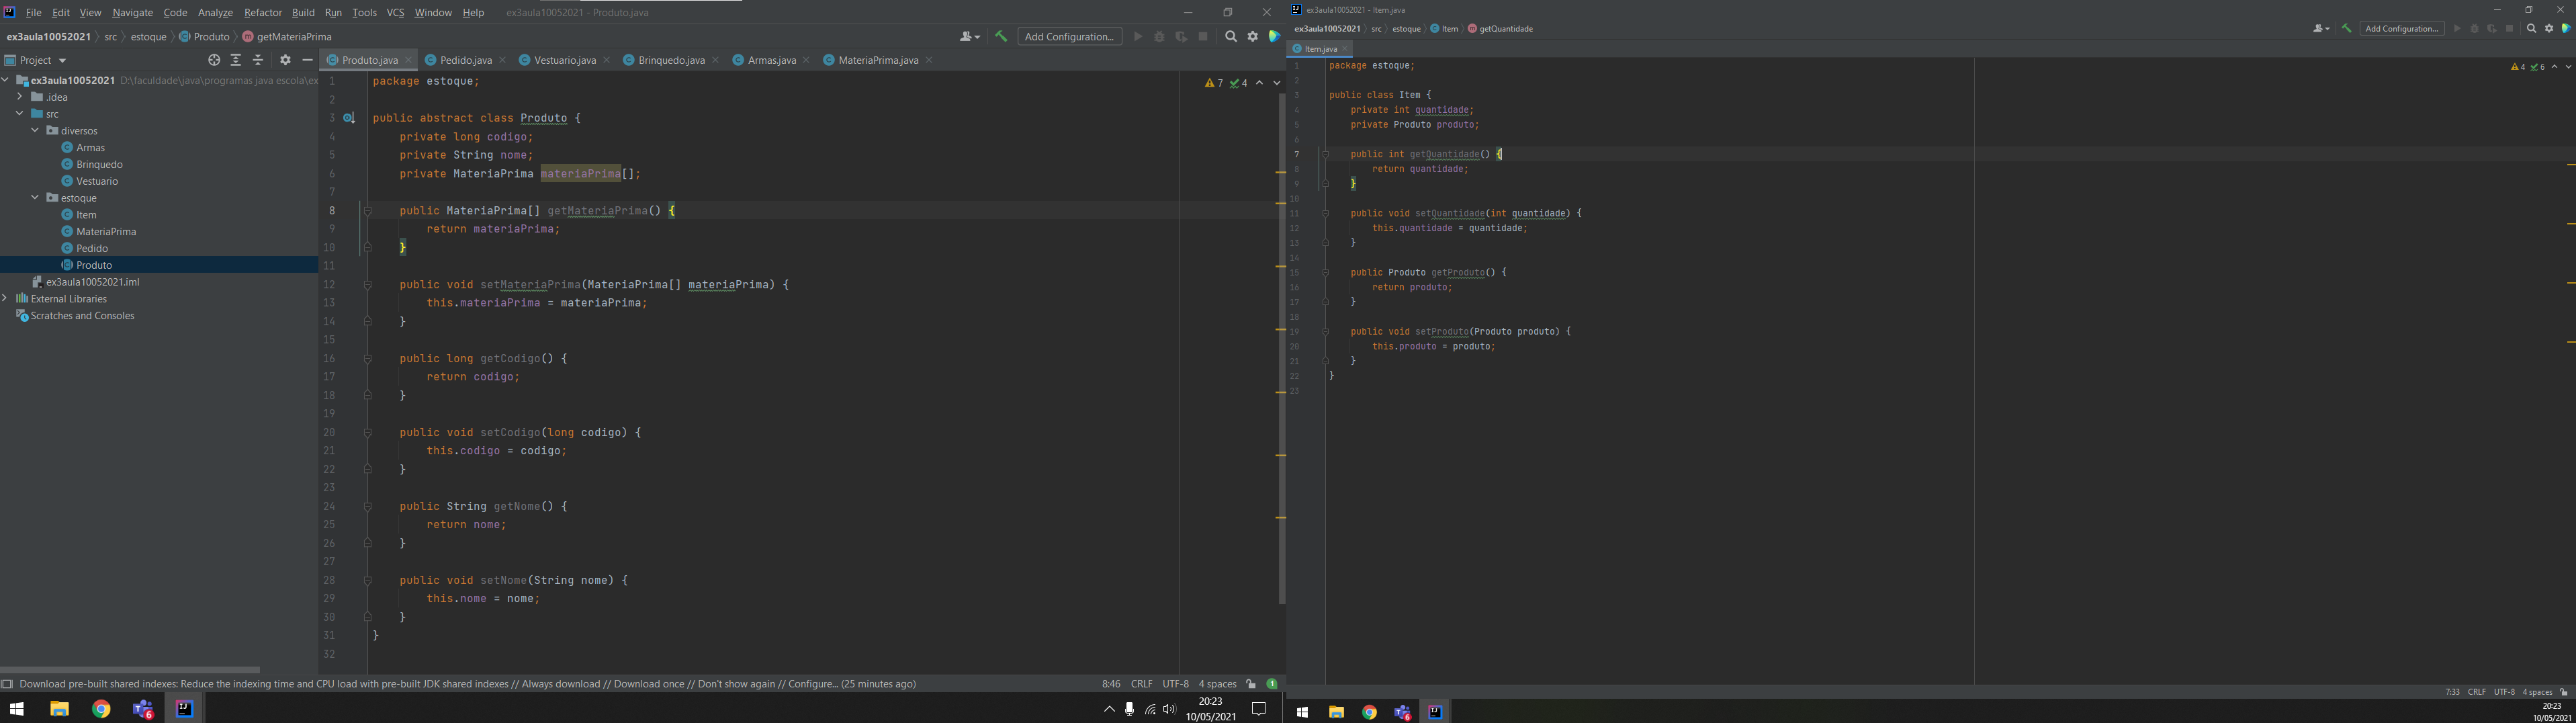 File Edit View Navigate Code Analyze Refactor Build Run Tools VCS Window Help ex3aula10052021 - Produto.java
ex3aula10052021 src estoque Produto getMateriaPrima Add Configuration...
Project
ex3aula10052021 D:\faculdade\java\programas java escola\ex
.idea
src
diversos
Armas
Brinquedo
Vestuario
estoque
Item
MateriaPrima
Pedido
Produto
ex3aula10052021.iml
External Libraries
Scratches and Consoles
Produto.java Pedido.java Vestuario.java Brinquedo.java Armas.java MateriaPrima.java
7 4
1 package estoque;
2
3 public abstract class Produto {
4 private long codigo;
5 private String nome;
6 private MateriaPrima materiaPrima[];
7
8 public MateriaPrima[] getMateriaPrima() {
9 return materiaPrima;
10 }
11
12 public void setMateriaPrima(MateriaPrima[] materiaPrima) {
13 this.materiaPrima = materiaPrima;
14 }
15
16 public long getCodigo() {
17 return codigo;
18 }
19
20 public void setCodigo(long codigo) {
21 this.codigo = codigo;
22 }
23
24 public String getNome() {
25 return nome;
26 }
27
28 public void setNome(String nome) {
29 this.nome = nome;
30 }
31 }
32
Download pre-built shared indexes: Reduce the indexing time and CPU load with pre-built JDK shared indexes // Always download // Download once // Don't show again // Configure... (25 minutes ago)
8:46 CRLF UTF-8 4 spaces 1
6
20:23
10/05/2021
ex3aula10052021 - Item.java
ex3aula10052021 src estoque Item getQuantidade Add Configuration...
Item.java
4 6
1 package estoque;
2
3 public class Item {
4 private int quantidade;
5 private Produto produto;
6
7 public int getQuantidade() {
8 return quantidade;
9 }
10
11 public void setQuantidade(int quantidade) {
12 this.quantidade = quantidade;
13 }
14
15 public Produto getProduto() {
16 return produto;
17 }
18
19 public void setProduto(Produto produto) {
20 this.produto = produto;
21 }
22 }
23
7:33 CRLF UTF-8 4 spaces
6
20:23
10/05/2021